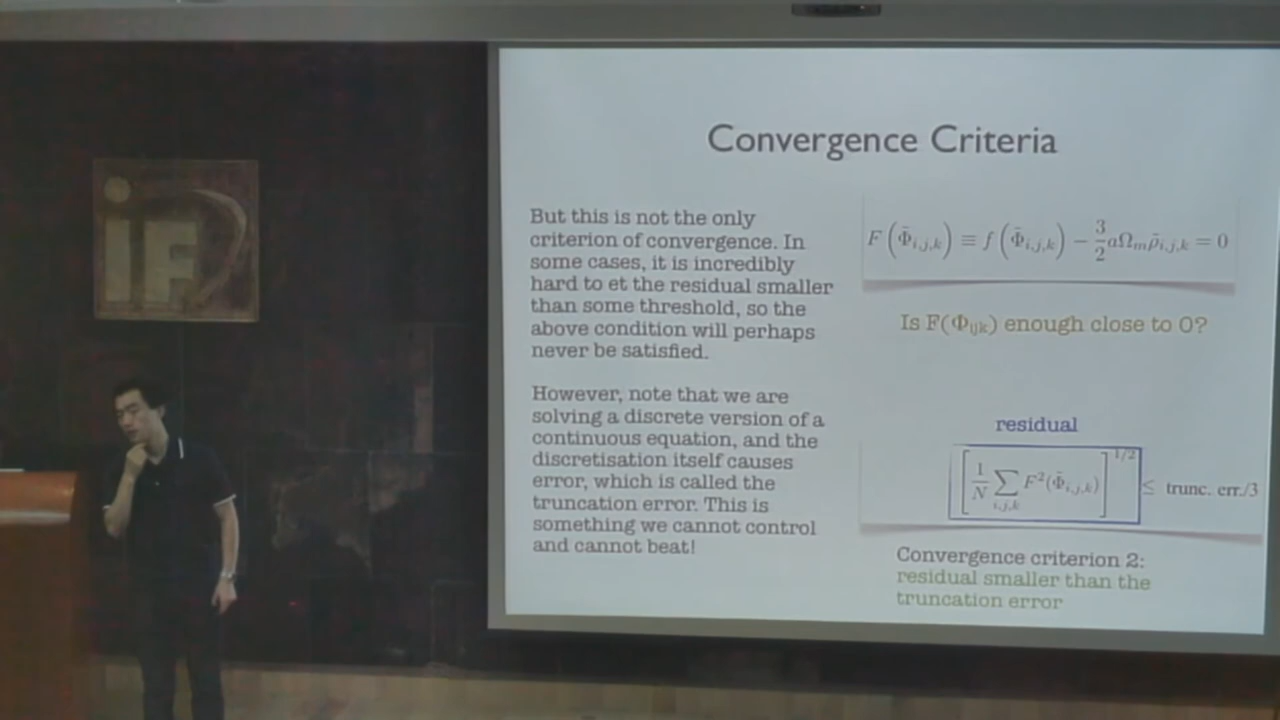 Convergence Criteria
But this is not the only
criterion of convergence. In
some cases, it is incredibly
hard to et the residual smaller
than some threshold, so the
above condition will perhaps
never be satisfied.
However, note that we are
solving a discrete version of a
continuous equation, and the
discretisation itself causes
error, which is called the
truncation error. This is
something we cannot control
and cannot beat!
F(Φ̄_{i,j,k}) ≡ f(Φ̄_{i,j,k}) − 3/2 aΩ_m ρ̄_{i,j,k} = 0
Is F(Φ_{ijk}) enough close to 0?
residual
[1/N ∑_{i,j,k} F²(Φ̄_{i,j,k})]^{1/2} ≤ trunc. err./3
Convergence criterion 2:
residual smaller than the
truncation error